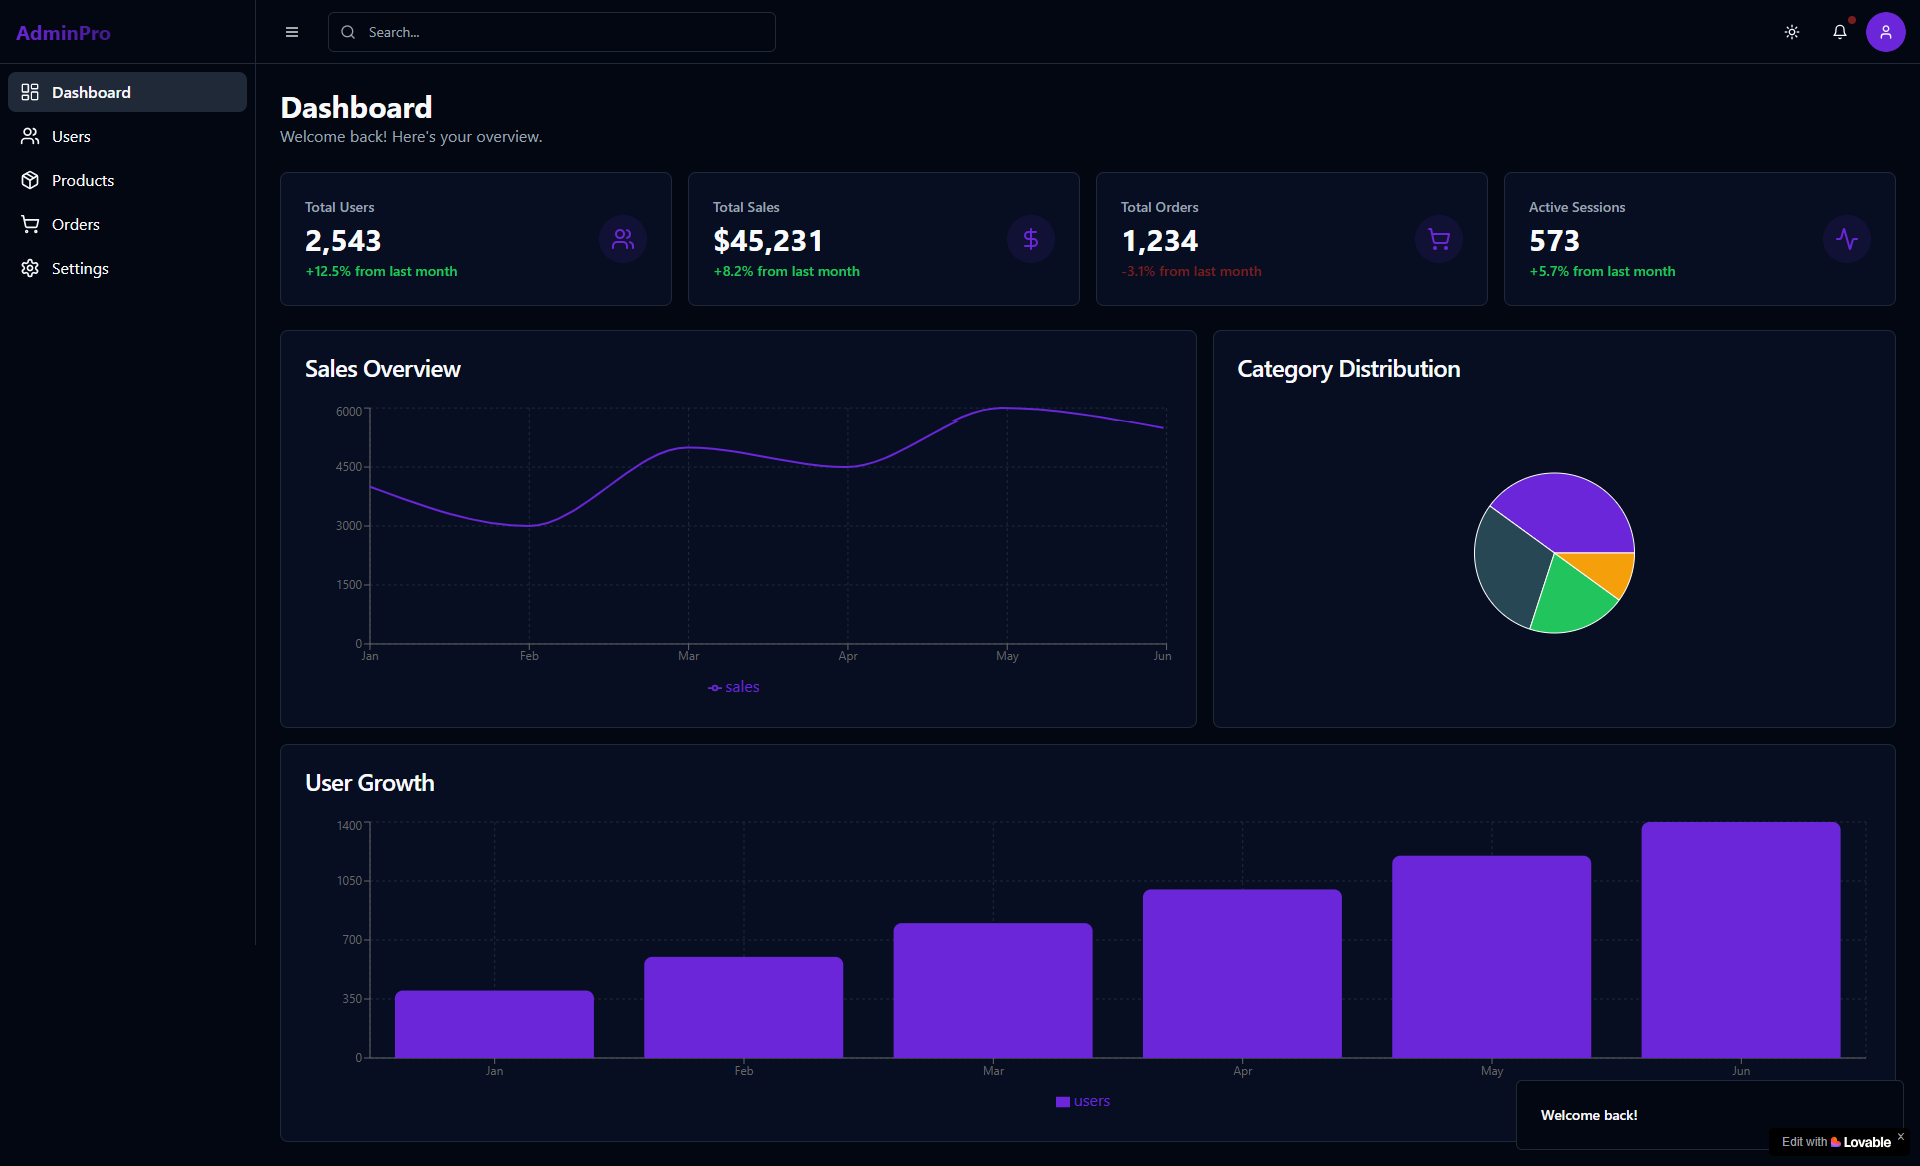 AdminPro
Search...
Dashboard
Users
Products
Orders
Settings
Dashboard
Welcome back! Here's your overview.
Total Users
2,543
+12.5% from last month
Total Sales
$45,231
+8.2% from last month
Total Orders
1,234
-3.1% from last month
Active Sessions
573
+5.7% from last month
Sales Overview
6000
4500
3000
1500
0
Jan Feb Mar Apr May Jun
sales
Category Distribution
User Growth
1400
1050
700
350
0
Jan Feb Mar Apr May Jun
users
Welcome back!
Edit with Lovable